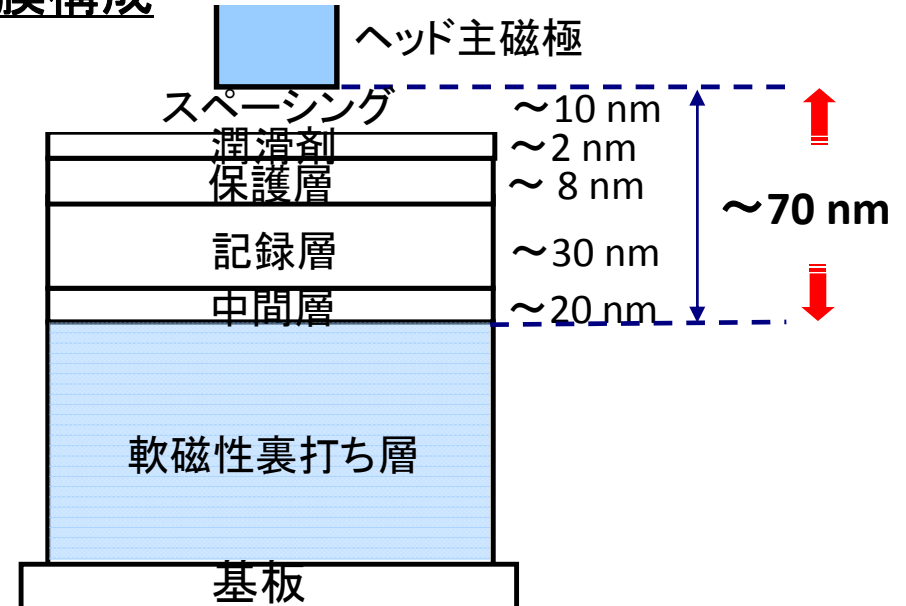 膜構成
ヘッド主磁極
スペーシング ~10 nm
潤滑剤 ~2 nm
保護層 ~ 8 nm
~70 nm
記録層 ~30 nm
中間層 ~20 nm
軟磁性裏打ち層
基板